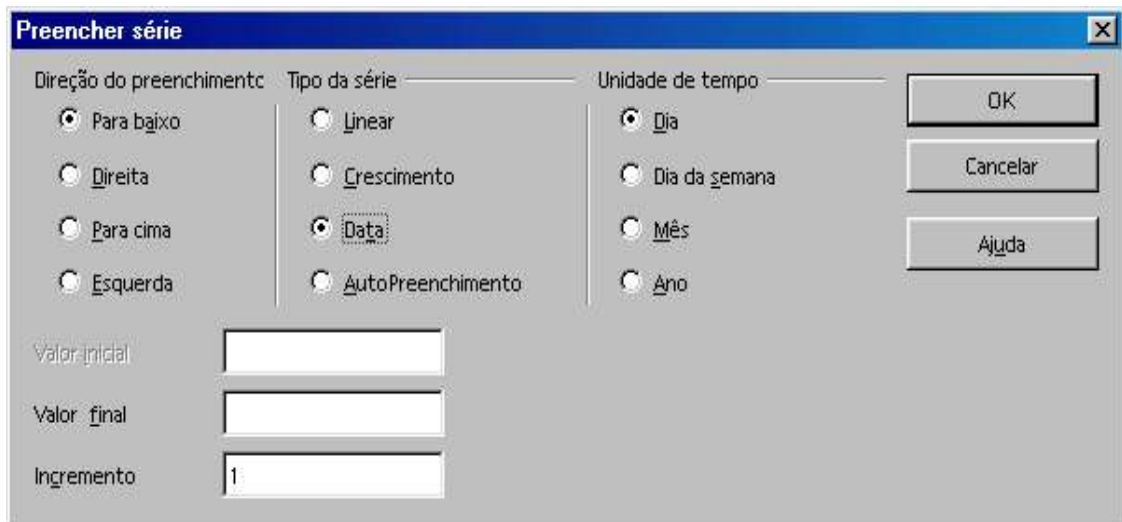 Preencher série
Direção do preenchimento
Para baixo
Direita
Para cima
Esquerda
Tipo da série
Linear
Crescimento
Data
AutoPreenchimento
Unidade de tempo
Dia
Dia da semana
Mês
Ano
OK
Cancelar
Ajuda
Valor inicial
Valor final
Incremento
1